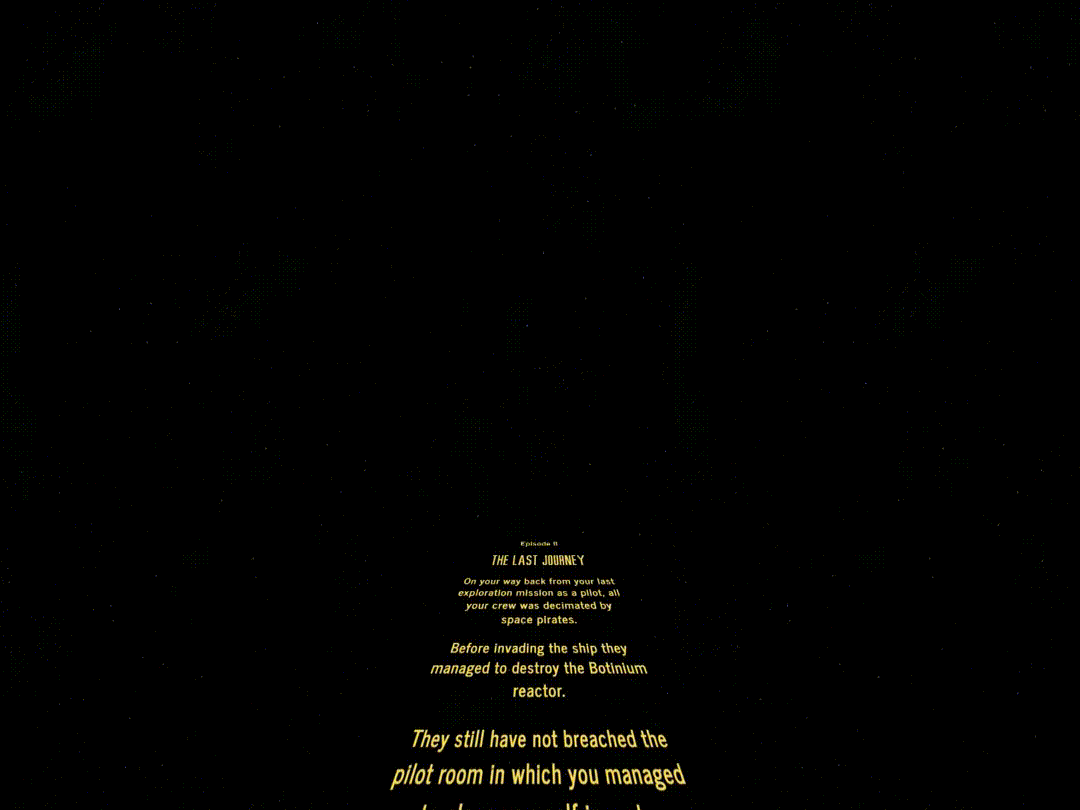 Episode II
THE LAST JOURNEY
On your way back from your last
exploration mission as a pilot, all
your crew was decimated by
space pirates.
Before invading the ship they
managed to destroy the Botinium
reactor.
They still have not breached the
pilot room in which you managed